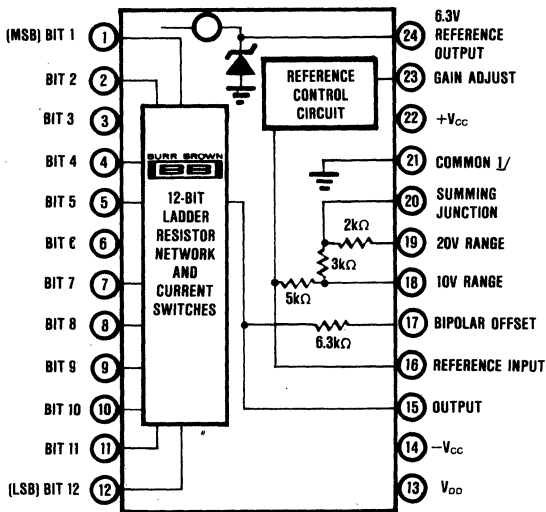 (MSB) BIT 1
1
BIT 2
2
BIT 3
3
BIT 4
4
BIT 5
5
BIT 6
6
BIT 7
7
BIT 8
8
BIT 9
9
BIT 10
10
BIT 11
11
(LSB) BIT 12
12
BURR BROWN
BB
12-BIT
LADDER
RESISTOR
NETWORK
AND
CURRENT
SWITCHES
REFERENCE
CONTROL
CIRCUIT
2kΩ
3kΩ
5kΩ
6.3kΩ
24
6.3V
REFERENCE
OUTPUT
23
GAIN ADJUST
22
+VCC
21
COMMON 1/
20
SUMMING
JUNCTION
19
20V RANGE
18
10V RANGE
17
BIPOLAR OFFSET
16
REFERENCE INPUT
15
OUTPUT
14
−VCC
13
VDD